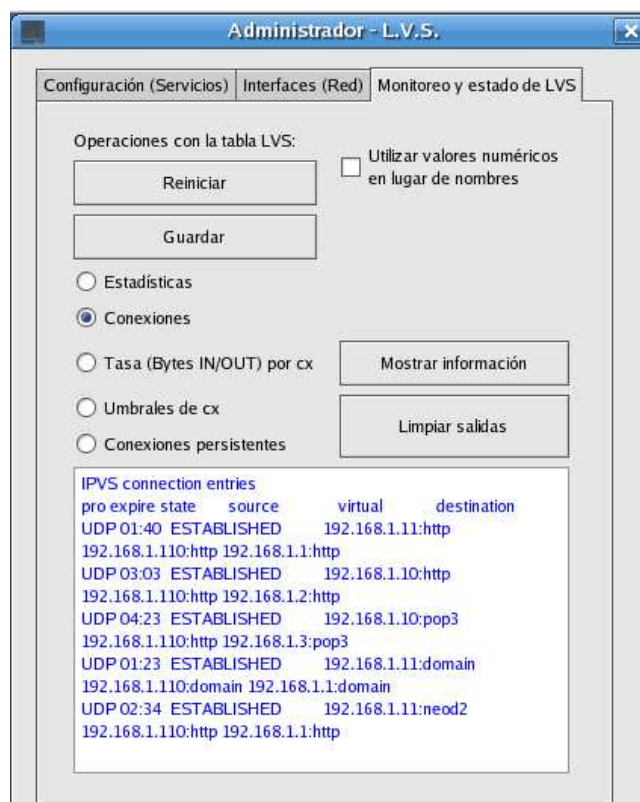 Administrador - L.V.S.
Configuración (Servicios) Interfaces (Red) Monitoreo y estado de LVS
Operaciones con la tabla LVS:
Utilizar valores numéricos
en lugar de nombres
Reiniciar
Guardar
Estadísticas
Conexiones
Tasa (Bytes IN/OUT) por cx
Mostrar información
Umbrales de cx
Limpiar salidas
Conexiones persistentes
IPVS connection entries
pro expire state source virtual destination
UDP 01:40 ESTABLISHED 192.168.1.11:http
192.168.1.110:http 192.168.1.1:http
UDP 03:03 ESTABLISHED 192.168.1.10:http
192.168.1.110:http 192.168.1.2:http
UDP 04:23 ESTABLISHED 192.168.1.10:pop3
192.168.1.110:http 192.168.1.3:pop3
UDP 01:23 ESTABLISHED 192.168.1.11:domain
192.168.1.110:domain 192.168.1.1:domain
UDP 02:34 ESTABLISHED 192.168.1.11:neod2
192.168.1.110:http 192.168.1.1:http